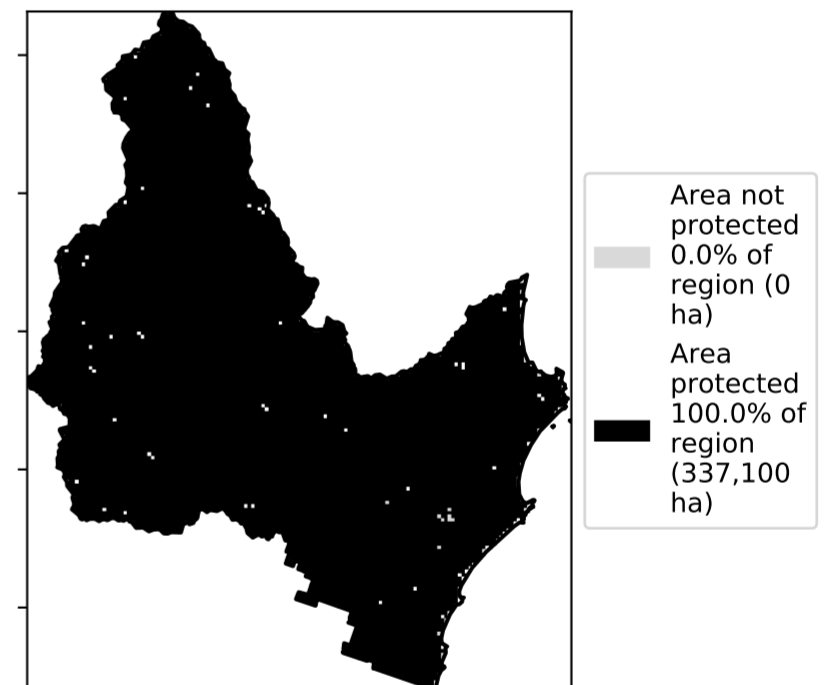 Area not
protected
0.0% of
region (0
ha)
Area
protected
100.0% of
region
(337,100
ha)